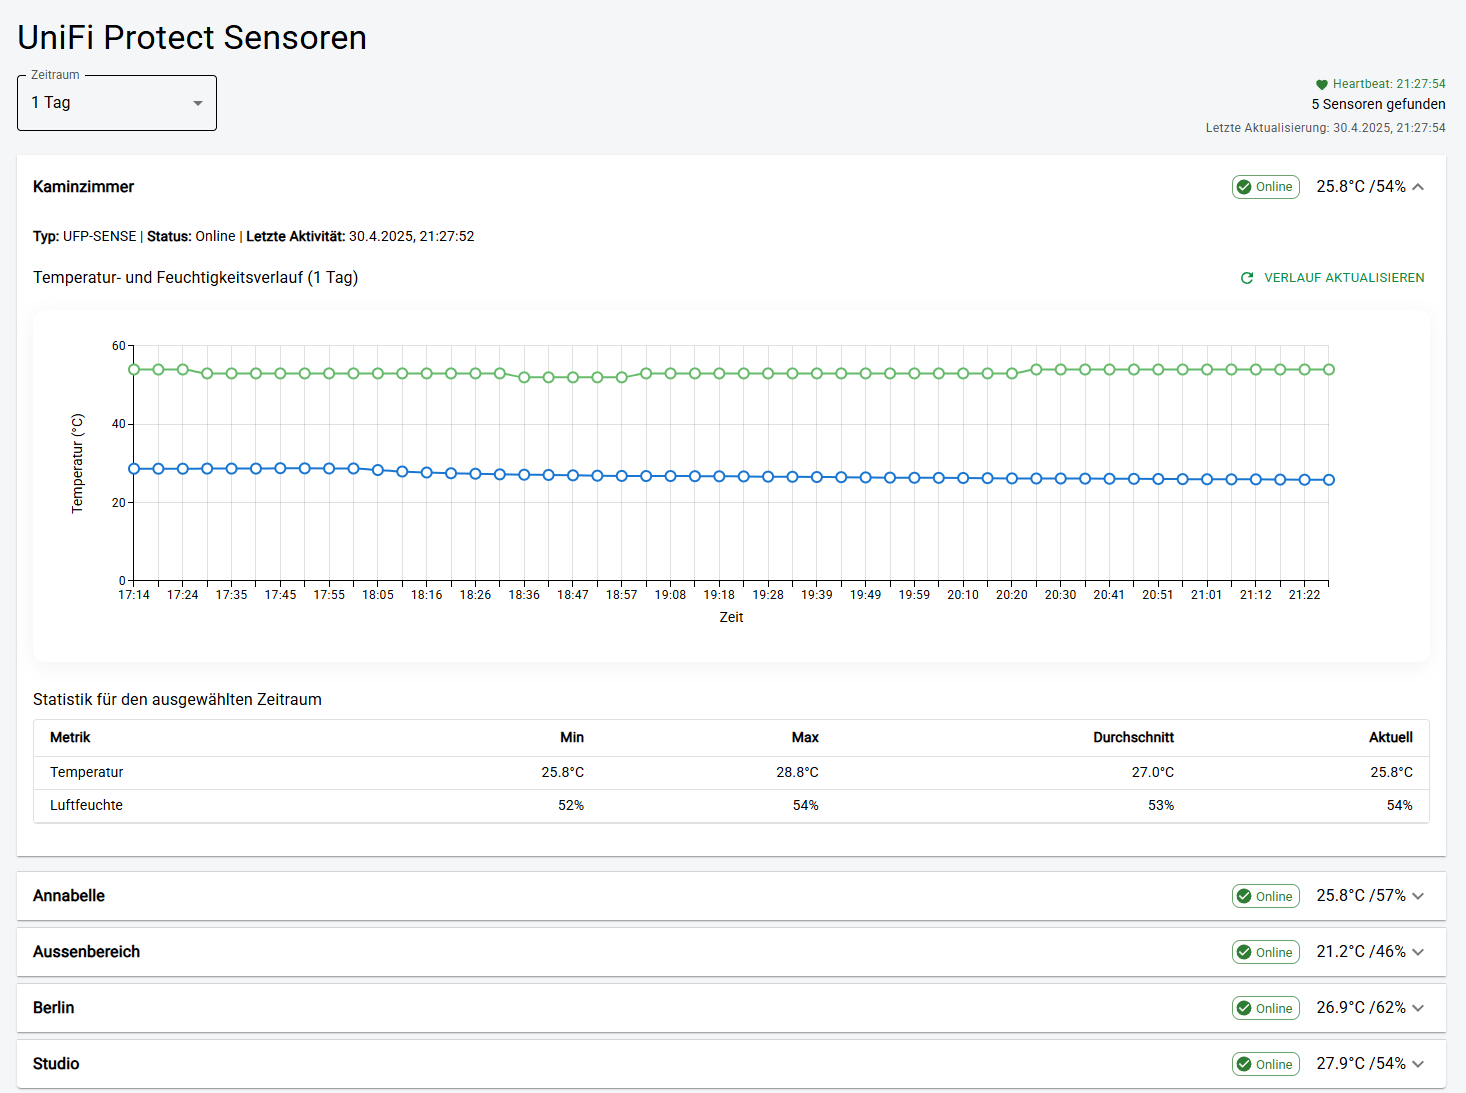 UniFi Protect Sensoren
Zeitraum
1 Tag
Heartbeat: 21:27:54
5 Sensoren gefunden
Letzte Aktualisierung: 30.4.2025, 21:27:54
Kaminzimmer
Online
25.8°C /54%
Typ: UFP-SENSE | Status: Online | Letzte Aktivität: 30.4.2025, 21:27:52
Temperatur- und Feuchtigkeitsverlauf (1 Tag)
VERLAUF AKTUALISIEREN
60
40
20
0
Temperatur (°C)
17:14 17:24 17:35 17:45 17:55 18:05 18:16 18:26 18:36 18:47 18:57 19:08 19:18 19:28 19:39 19:49 19:59 20:10 20:20 20:30 20:41 20:51 21:01 21:12 21:22
Zeit
Statistik für den ausgewählten Zeitraum
Metrik Min Max Durchschnitt Aktuell
Temperatur 25.8°C 28.8°C 27.0°C 25.8°C
Luftfeuchte 52% 54% 53% 54%
Annabelle Online 25.8°C /57%
Aussenbereich Online 21.2°C /46%
Berlin Online 26.9°C /62%
Studio Online 27.9°C /54%